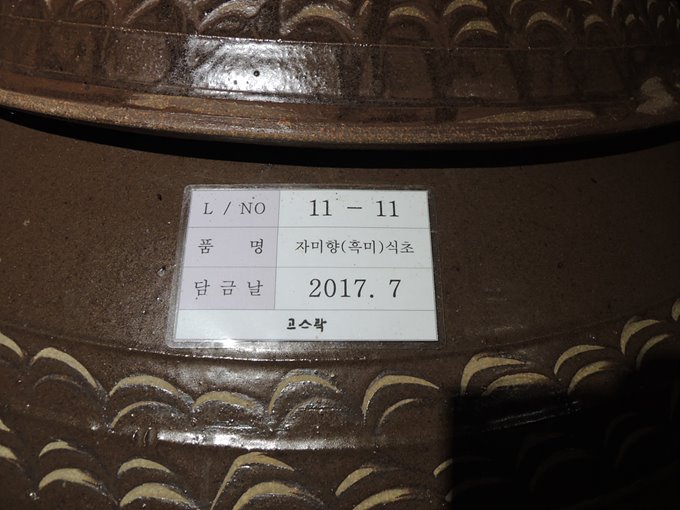 L / NO 11 - 11
품 명 자미향(흑미)식초
담 금 날 2017. 7
고스락